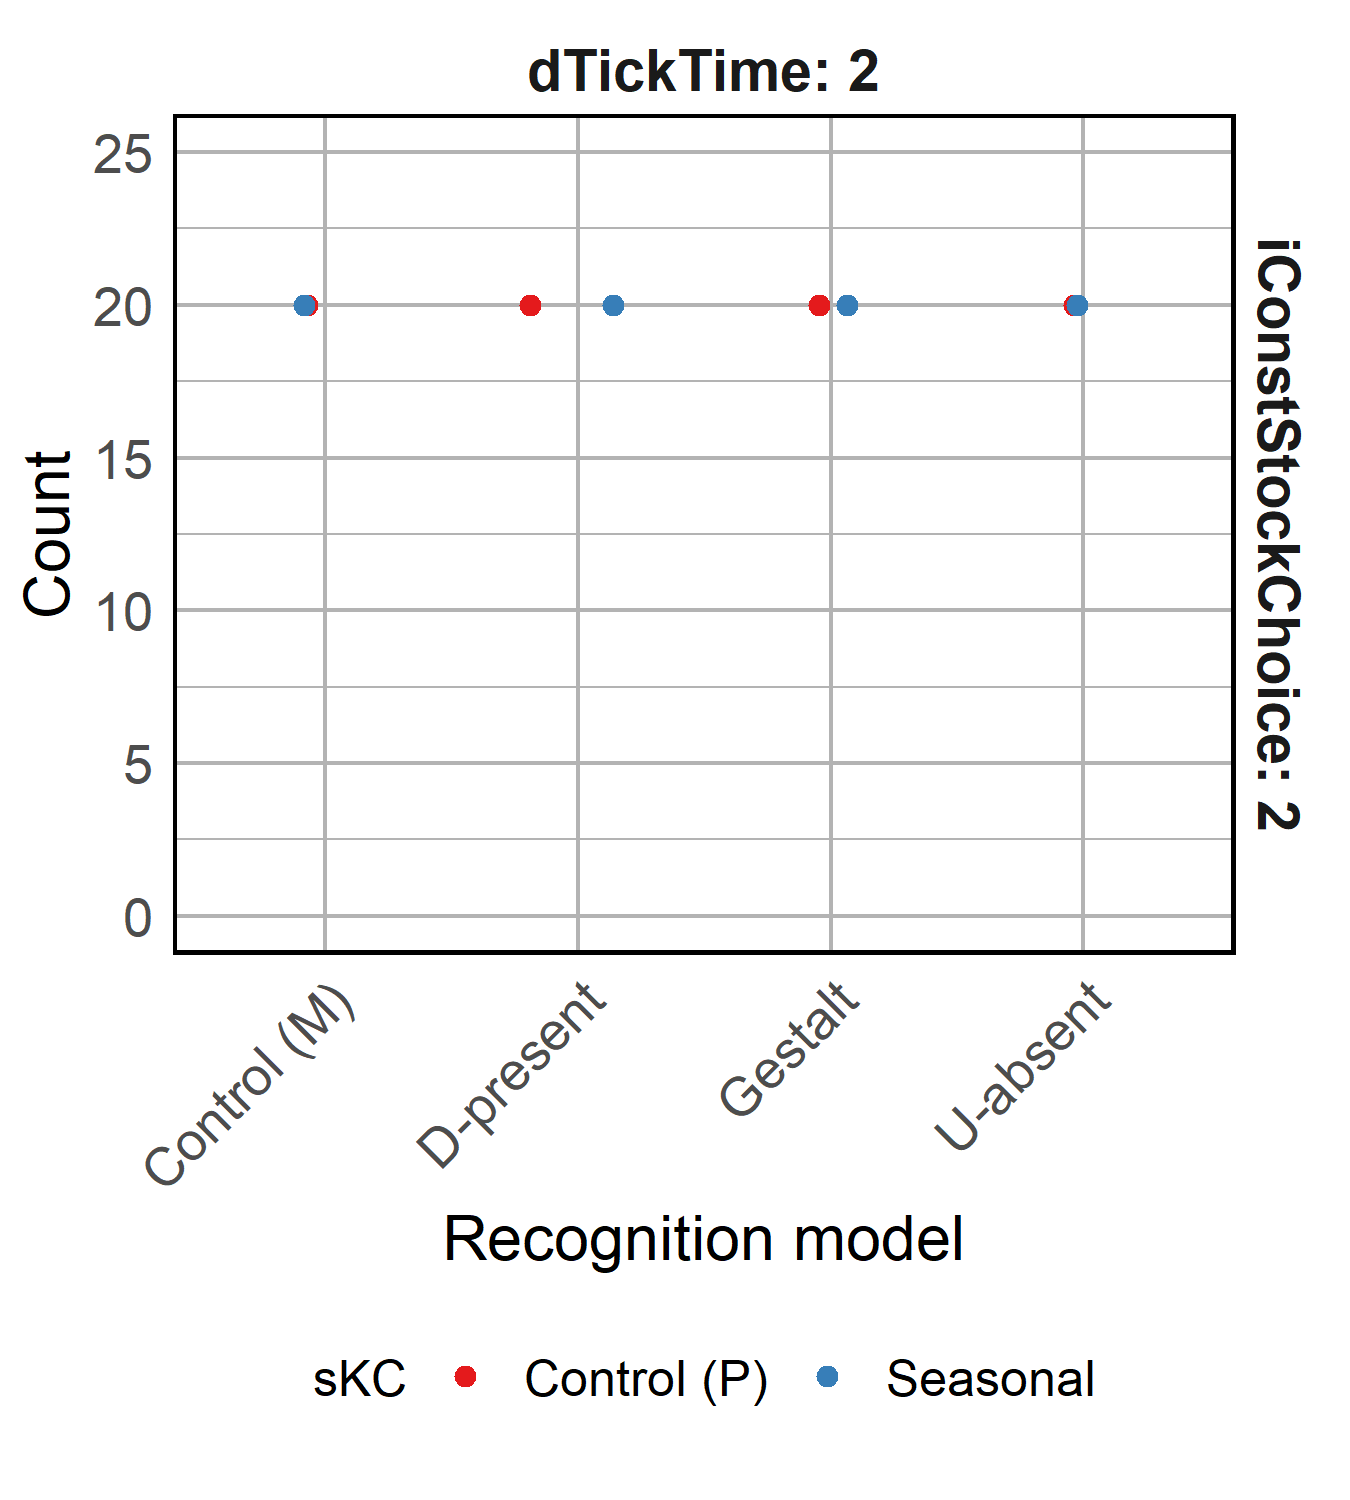 dTickTime: 2
25
20
15
10
5
0
Count
iConstStockChoice: 2
Control (M)
D-present
Gestalt
U-absent
Recognition model
sKC Control (P) Seasonal